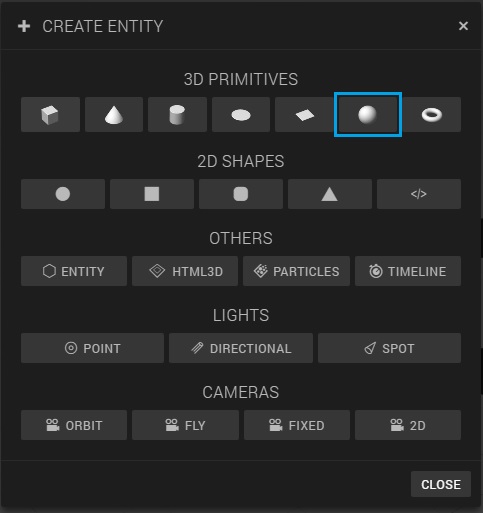 CREATE ENTITY
3D PRIMITIVES
2D SHAPES
</>
OTHERS
ENTITY HTML3D PARTICLES TIMELINE
LIGHTS
POINT DIRECTIONAL SPOT
CAMERAS
ORBIT FLY FIXED 2D
CLOSE